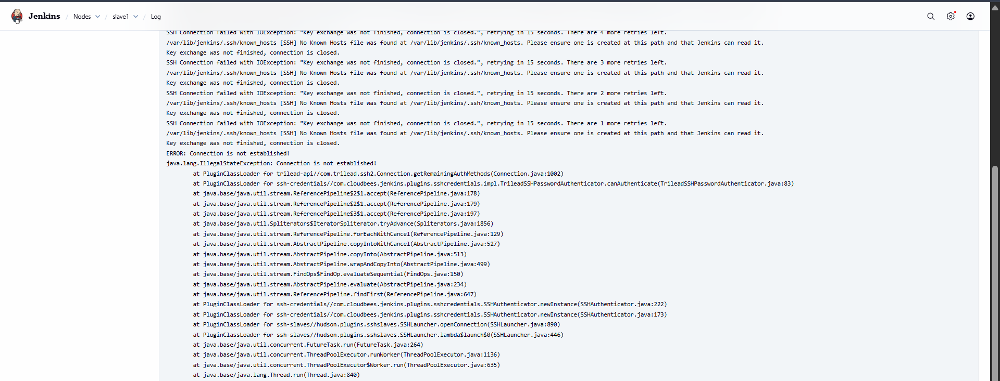 Jenkins / Nodes / slave1 / Log
SSH Connection failed with IOException: "Key exchange was not finished, connection is closed.", retrying in 15 seconds. There are 4 more retries left.
/var/lib/jenkins/.ssh/known_hosts [SSH] No Known Hosts file was found at /var/lib/jenkins/.ssh/known_hosts. Please ensure one is created at this path and that Jenkins can read it.
Key exchange was not finished, connection is closed.
SSH Connection failed with IOException: "Key exchange was not finished, connection is closed.", retrying in 15 seconds. There are 3 more retries left.
/var/lib/jenkins/.ssh/known_hosts [SSH] No Known Hosts file was found at /var/lib/jenkins/.ssh/known_hosts. Please ensure one is created at this path and that Jenkins can read it.
Key exchange was not finished, connection is closed.
SSH Connection failed with IOException: "Key exchange was not finished, connection is closed.", retrying in 15 seconds. There are 2 more retries left.
/var/lib/jenkins/.ssh/known_hosts [SSH] No Known Hosts file was found at /var/lib/jenkins/.ssh/known_hosts. Please ensure one is created at this path and that Jenkins can read it.
Key exchange was not finished, connection is closed.
SSH Connection failed with IOException: "Key exchange was not finished, connection is closed.", retrying in 15 seconds. There are 1 more retries left.
/var/lib/jenkins/.ssh/known_hosts [SSH] No Known Hosts file was found at /var/lib/jenkins/.ssh/known_hosts. Please ensure one is created at this path and that Jenkins can read it.
Key exchange was not finished, connection is closed.
ERROR: Connection is not established!
java.lang.IllegalStateException: Connection is not established!
at PluginClassLoader for trilead-api//com.trilead.ssh2.Connection.getRemainingAuthMethods(Connection.java:1002)
at PluginClassLoader for ssh-credentials//com.cloudbees.jenkins.plugins.sshcredentials.impl.TrileadSSHPasswordAuthenticator.canAuthenticate(TrileadSSHPasswordAuthenticator.java:83)
at java.base/java.util.stream.ReferencePipeline$2$1.accept(ReferencePipeline.java:178)
at java.base/java.util.stream.ReferencePipeline$2$1.accept(ReferencePipeline.java:179)
at java.base/java.util.stream.ReferencePipeline$3$1.accept(ReferencePipeline.java:197)
at java.base/java.util.Spliterators$IteratorSpliterator.tryAdvance(Spliterators.java:1856)
at java.base/java.util.stream.ReferencePipeline.forEachWithCancel(ReferencePipeline.java:129)
at java.base/java.util.stream.AbstractPipeline.copyIntoWithCancel(AbstractPipeline.java:527)
at java.base/java.util.stream.AbstractPipeline.copyInto(AbstractPipeline.java:513)
at java.base/java.util.stream.AbstractPipeline.wrapAndCopyInto(AbstractPipeline.java:499)
at java.base/java.util.stream.FindOps$FindOp.evaluateSequential(FindOps.java:150)
at java.base/java.util.stream.AbstractPipeline.evaluate(AbstractPipeline.java:234)
at java.base/java.util.stream.ReferencePipeline.findFirst(ReferencePipeline.java:647)
at PluginClassLoader for ssh-credentials//com.cloudbees.jenkins.plugins.sshcredentials.SSHAuthenticator.newInstance(SSHAuthenticator.java:222)
at PluginClassLoader for ssh-credentials//com.cloudbees.jenkins.plugins.sshcredentials.SSHAuthenticator.newInstance(SSHAuthenticator.java:173)
at PluginClassLoader for ssh-slaves//hudson.plugins.sshslaves.SSHLauncher.openConnection(SSHLauncher.java:890)
at PluginClassLoader for ssh-slaves//hudson.plugins.sshslaves.SSHLauncher.lambda$launch$0(SSHLauncher.java:446)
at java.base/java.util.concurrent.FutureTask.run(FutureTask.java:264)
at java.base/java.util.concurrent.ThreadPoolExecutor.runWorker(ThreadPoolExecutor.java:1136)
at java.base/java.util.concurrent.ThreadPoolExecutor$Worker.run(ThreadPoolExecutor.java:635)
at java.base/java.lang.Thread.run(Thread.java:840)